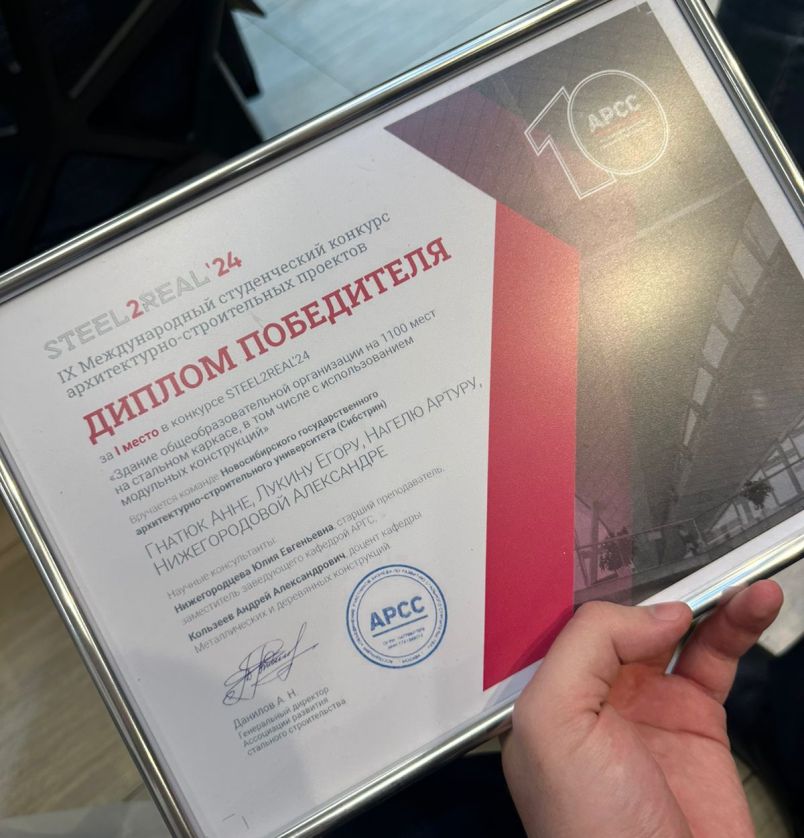 10
АРСС
STEEL2REAL'24
IX Международный студенческий конкурс
архитектурно-строительных проектов
ДИПЛОМ ПОБЕДИТЕЛЯ
за I место в конкурсе STEEL2REAL'24
«Здание общеобразовательной организации на 1100 мест
на стальном каркасе, в том числе с использованием
модульных конструкций»
Вручается команде Новосибирского государственного
архитектурно-строительного университета (Сибстрин)
Гнатюк Анне, Лукину Егору, Нагелю Артуру,
Нижегородовой Александре
Научные консультанты:
Нижегородцева Юлия Евгеньевна, старший преподаватель,
заместитель заведующего кафедрой АРГС,
Кользеев Андрей Александрович, доцент кафедры
Металлических и деревянных конструкций
АРСС
Данилов А. Н.
Генеральный директор
Ассоциации развития
стального строительства